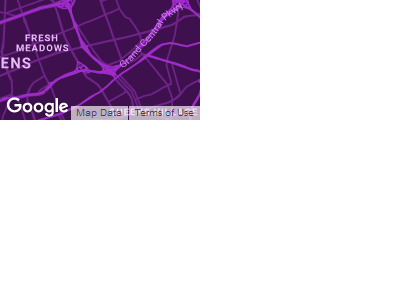 Grand Central Pkwy
FRESH
MEADOWS
ENS
Google
Map Data
Terms of Use